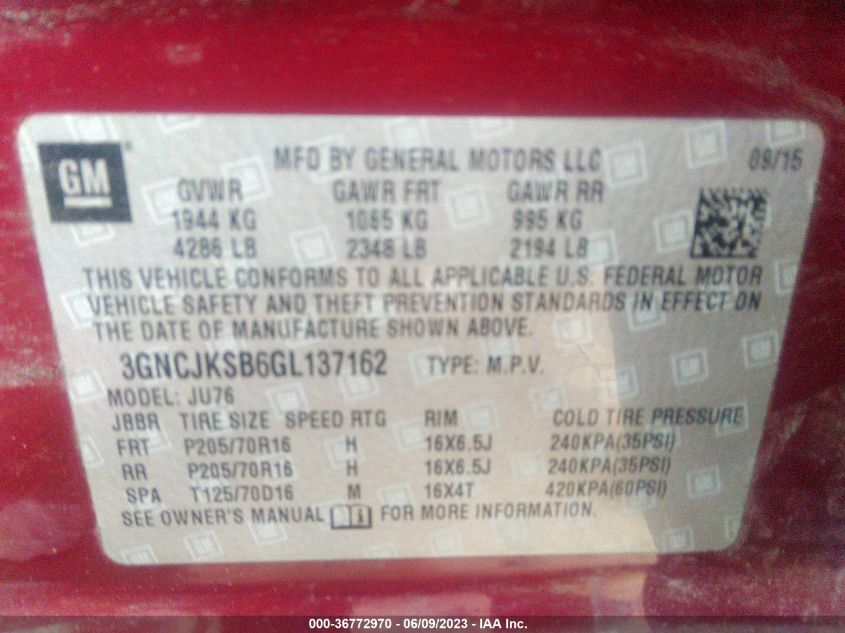 GM
MFD BY GENERAL MOTORS LLC 09/15
GVWR GAWR FRT GAWR RR
1944 KG 1065 KG 995 KG
4286 LB 2348 LB 2194 LB
THIS VEHICLE CONFORMS TO ALL APPLICABLE U.S. FEDERAL MOTOR
VEHICLE SAFETY AND THEFT PREVENTION STANDARDS IN EFFECT ON
THE DATE OF MANUFACTURE SHOWN ABOVE.
3GNCJKSB6GL137162 TYPE: M.P.V.
MODEL: JU76
JBBR TIRE SIZE SPEED RTG RIM COLD TIRE PRESSURE
FRT P205/70R16 H 16X6.5J 240KPA(35PSI)
RR P205/70R16 H 16X6.5J 240KPA(35PSI)
SPA T125/70D16 M 16X4T 420KPA(60PSI)
SEE OWNER'S MANUAL FOR MORE INFORMATION.
000-36772970 - 06/09/2023 - IAA Inc.